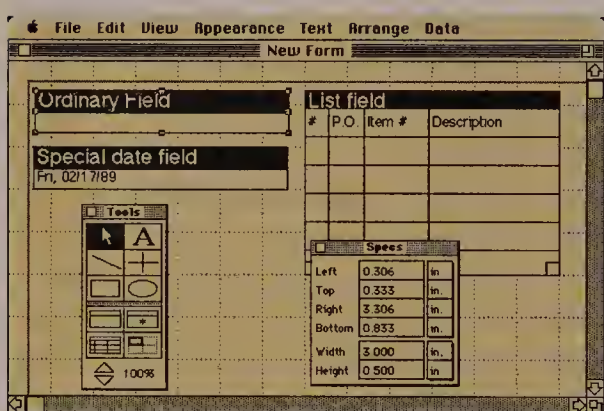 File Edit View Appearance Text Arrange Data
New Form
Ordinary Field
List field
# P.O. Item # Description
Special date field
Fri, 02/17/89
Tools
A
100%
Specs
Left 0.306 in.
Top 0.333 in.
Right 3.306 in.
Bottom 0.833 in.
Width 3.000 in.
Height 0.500 in.